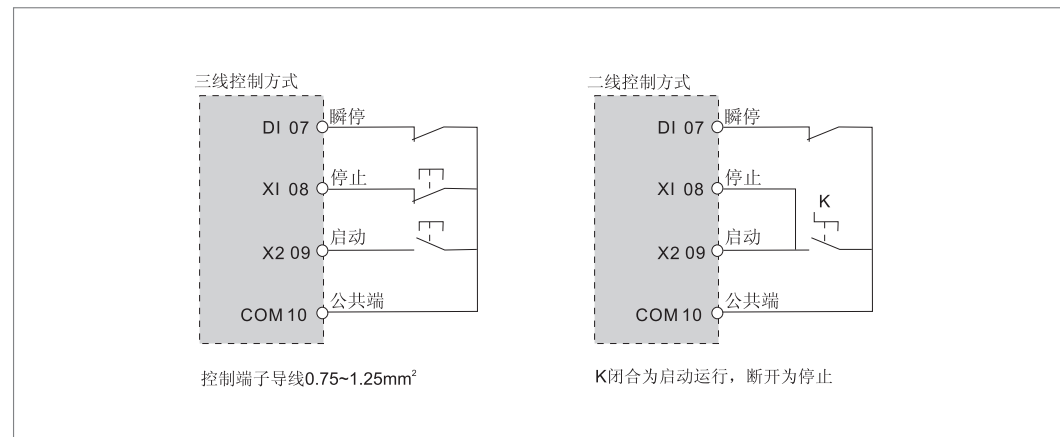 三线控制方式
DI 07 瞬停
XI 08 停止
X2 09 启动
COM 10 公共端
控制端子导线0.75~1.25mm²
二线控制方式
DI 07 瞬停
XI 08 停止
K
X2 09 启动
COM 10 公共端
K闭合为启动运行，断开为停止